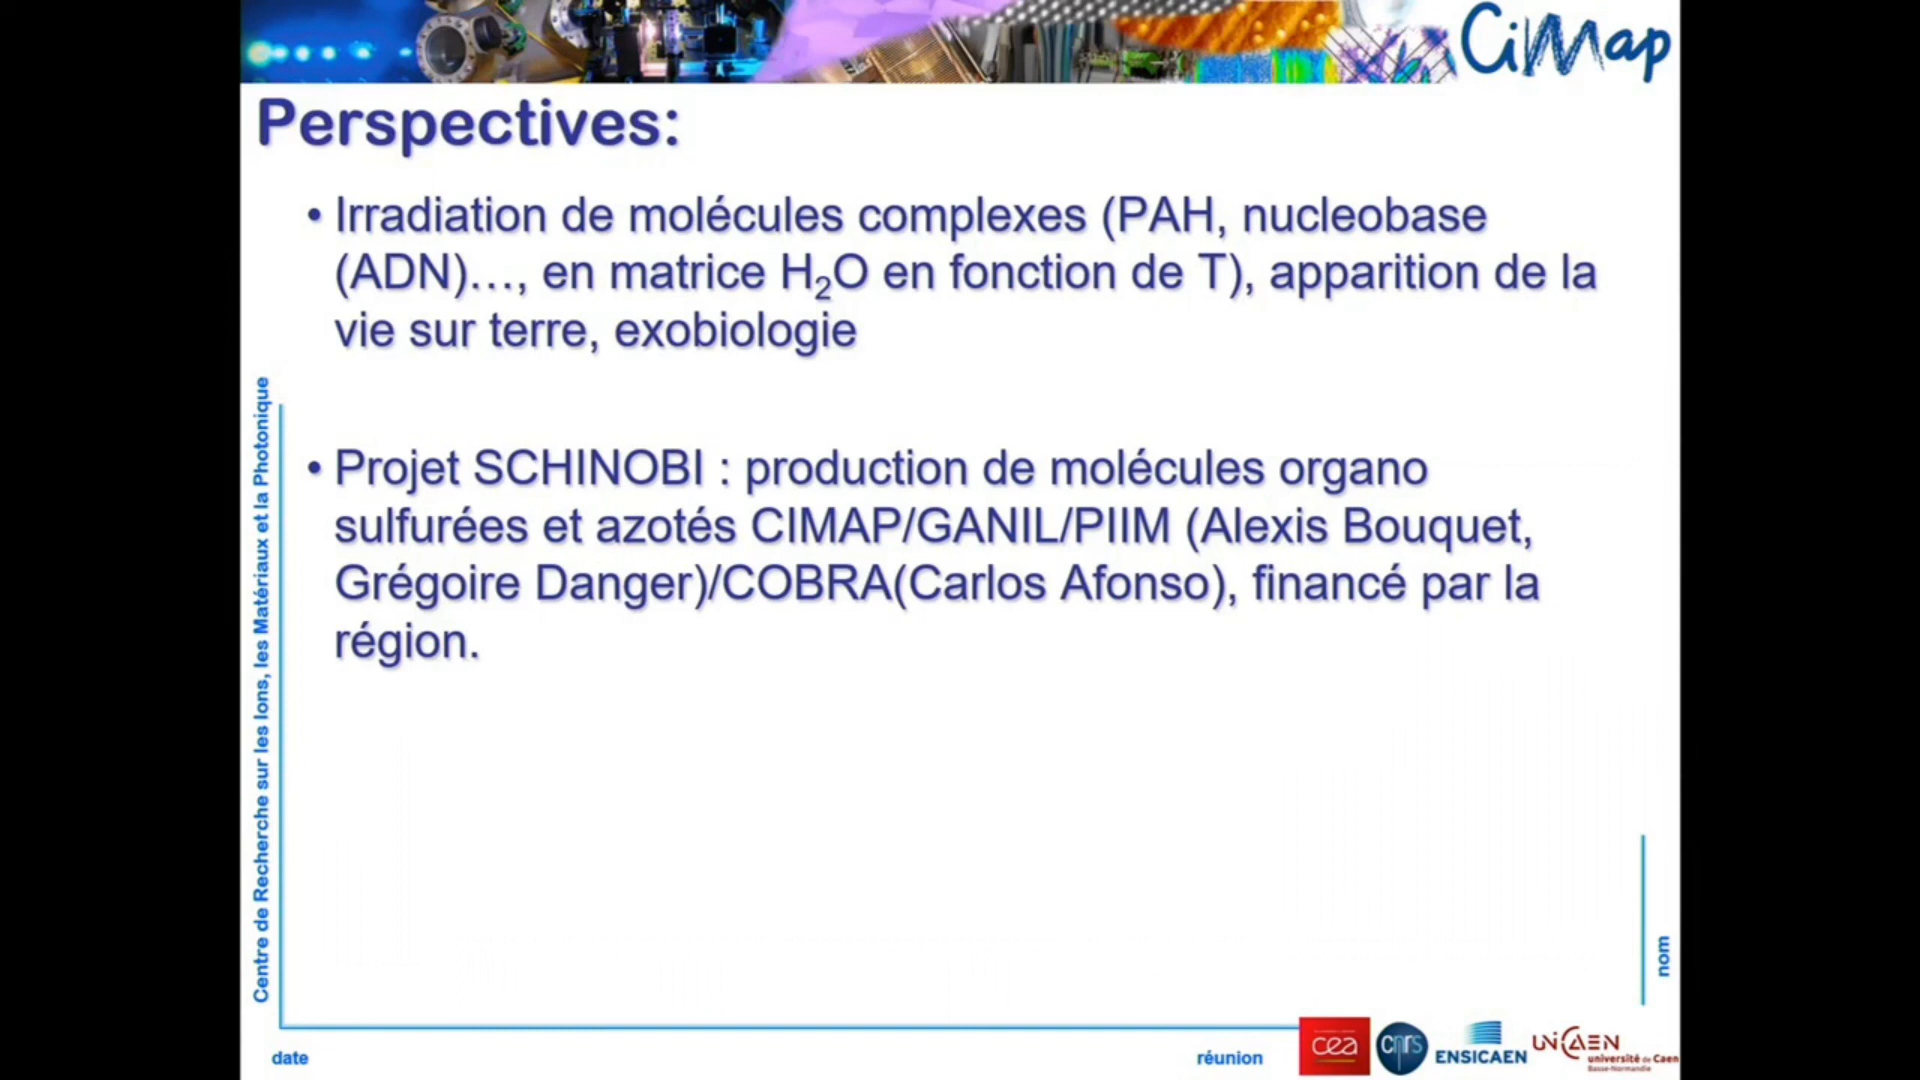 CiMap
Perspectives:
• Irradiation de molécules complexes (PAH, nucleobase
(ADN)…, en matrice H₂O en fonction de T), apparition de la
vie sur terre, exobiologie
• Projet SCHINOBI : production de molécules organo
sulfurées et azotés CIMAP/GANIL/PIIM (Alexis Bouquet,
Grégoire Danger)/COBRA(Carlos Afonso), financé par la
région.
Centre de Recherche sur les Ions, les Matériaux et la Photonique
nom
date
réunion
cea
cnrs
ENSICAEN
UNICAEN
université de Caen
Basse-Normandie